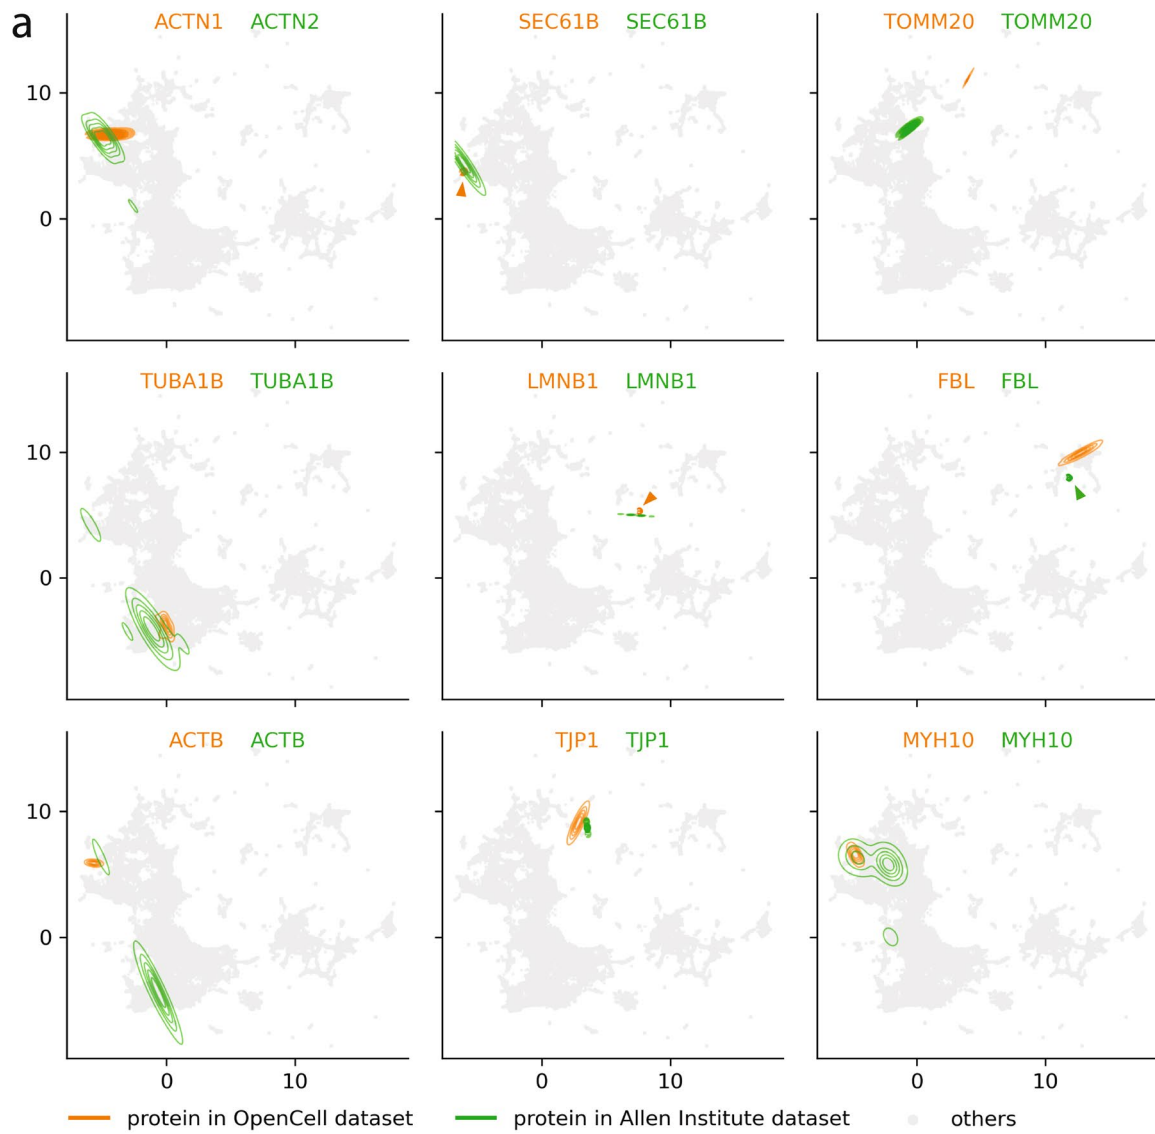 a
ACTN1 ACTN2 SEC61B SEC61B TOMM20 TOMM20
10
0
TUBA1B TUBA1B LMNB1 LMNB1 FBL FBL
10
0
ACTB ACTB TJP1 TJP1 MYH10 MYH10
10
0
0 10 0 10 0 10
protein in OpenCell dataset protein in Allen Institute dataset others